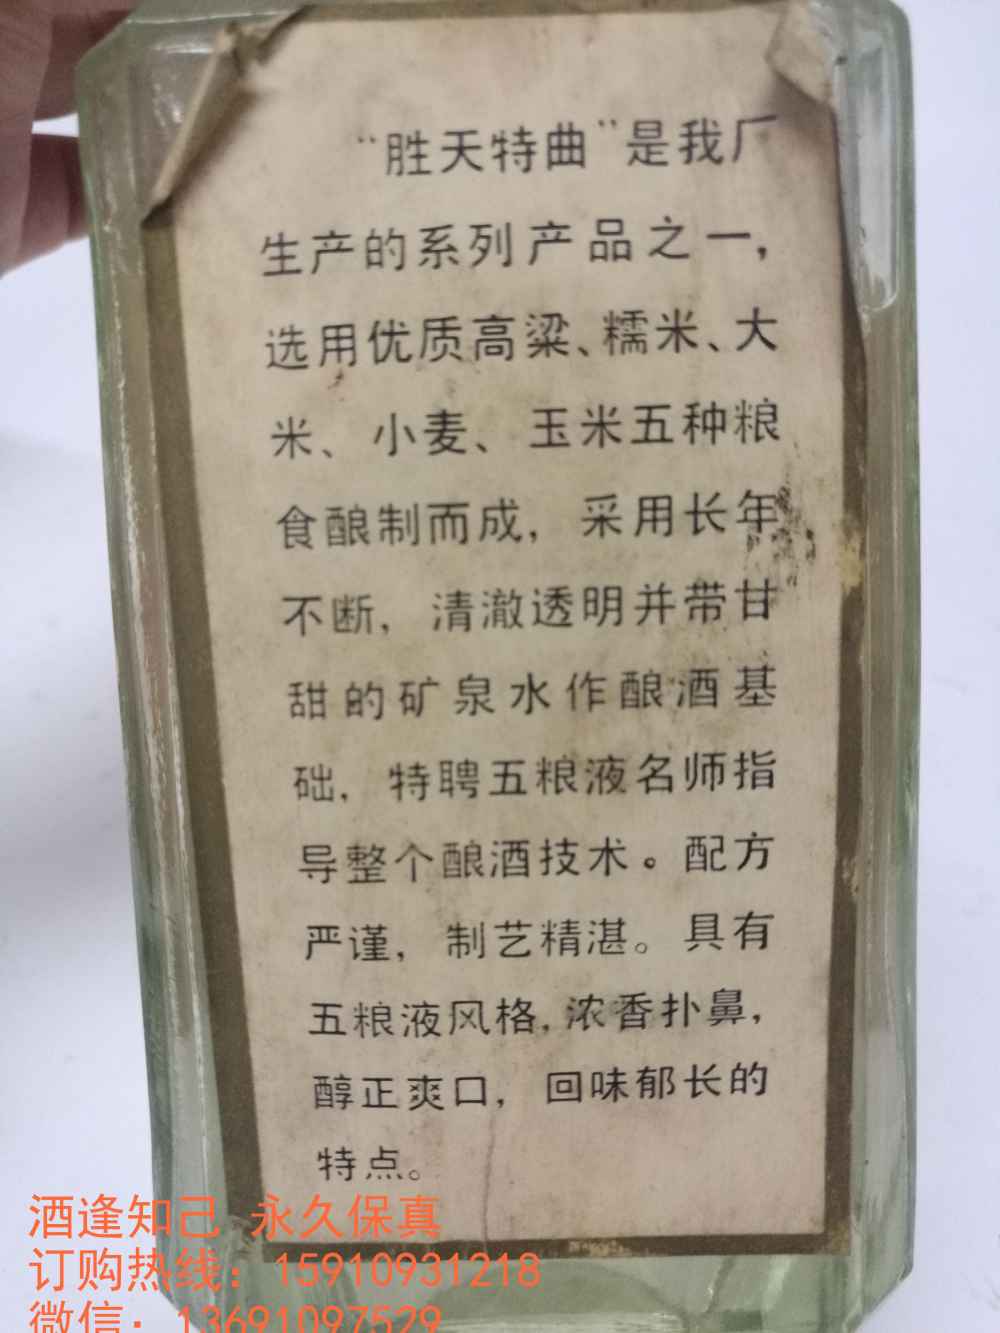 “胜天特曲”是我厂
生产的系列产品之一,
选用优质高粱、糯米、大
米、小麦、玉米五种粮
食酿制而成,采用长年
不断,清澈透明并带甘
甜的矿泉水作酿酒基
础,特聘五粮液名师指
导整个酿酒技术。配方
严谨,制艺精湛。具有
五粮液风格,浓香扑鼻,
醇正爽口,回味郁长的
特点。
酒逢知己 永久保真
订购热线：15910931218
微信：13691097529